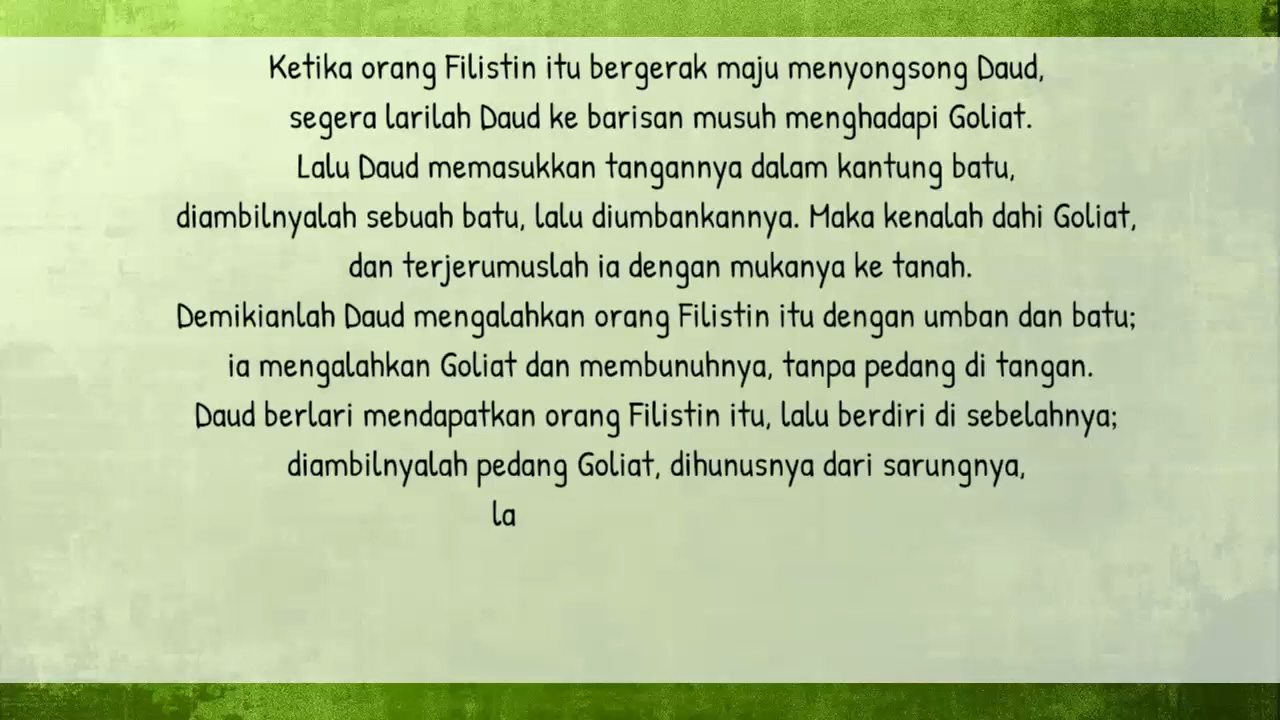 Ketika orang Filistin itu bergerak maju menyongsong Daud,
segera larilah Daud ke barisan musuh menghadapi Goliat.
Lalu Daud memasukkan tangannya dalam kantung batu,
diambilnyalah sebuah batu, lalu diumbankannya. Maka kenalah dahi Goliat,
dan terjerumuslah ia dengan mukanya ke tanah.
Demikianlah Daud mengalahkan orang Filistin itu dengan umban dan batu;
ia mengalahkan Goliat dan membunuhnya, tanpa pedang di tangan.
Daud berlari mendapatkan orang Filistin itu, lalu berdiri di sebelahnya;
diambilnyalah pedang Goliat, dihunusnya dari sarungnya,
la